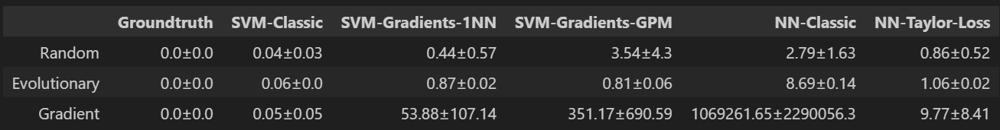 Groundtruth SVM-Classic SVM-Gradients-1NN SVM-Gradients-GPM NN-Classic NN-Taylor-Loss
Random 0.0±0.0 0.04±0.03 0.44±0.57 3.54±4.3 2.79±1.63 0.86±0.52
Evolutionary 0.0±0.0 0.06±0.0 0.87±0.02 0.81±0.06 8.69±0.14 1.06±0.02
Gradient 0.0±0.0 0.05±0.05 53.88±107.14 351.17±690.59 1069261.65±2290056.3 9.77±8.41